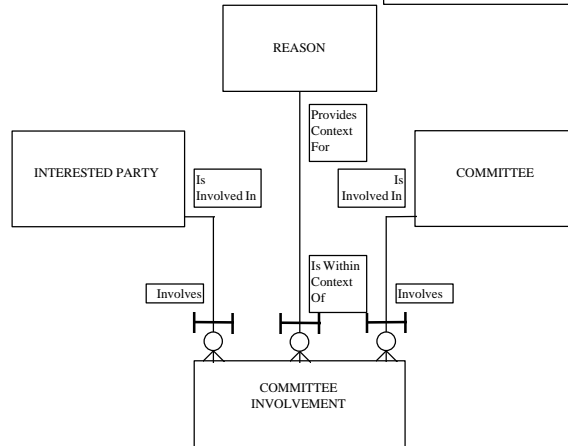 REASON
Provides
Context
For
INTERESTED PARTY
Is
Involved In
Is
Involved In
COMMITTEE
Is Within
Context
Of
Involves
Involves
COMMITTEE
INVOLVEMENT